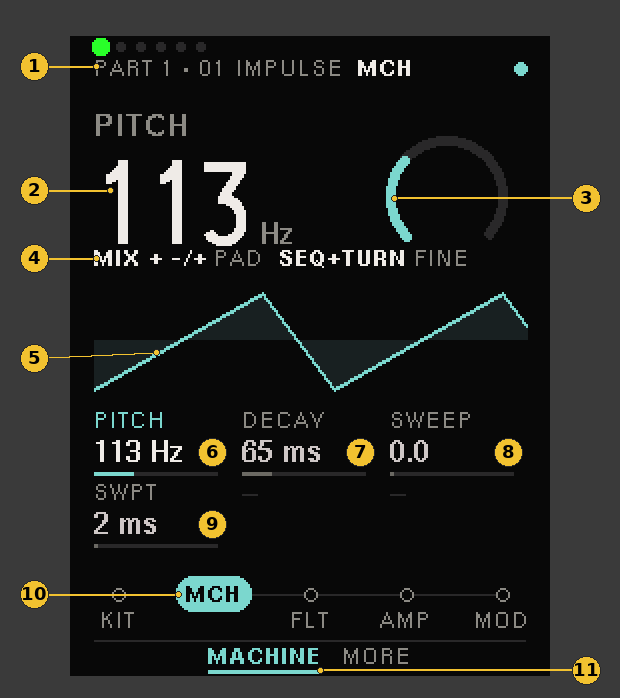 1 PART 1 · 01 IMPULSE MCH
PITCH
2 113 Hz 3
4 MIX + -/+ PAD SEQ+TURN FINE
5
PITCH DECAY SWEEP
113 Hz 6 65 ms 7 0.0 8
SWPT — —
2 ms 9
10 MCH
KIT FLT AMP MOD
MACHINE MORE 11